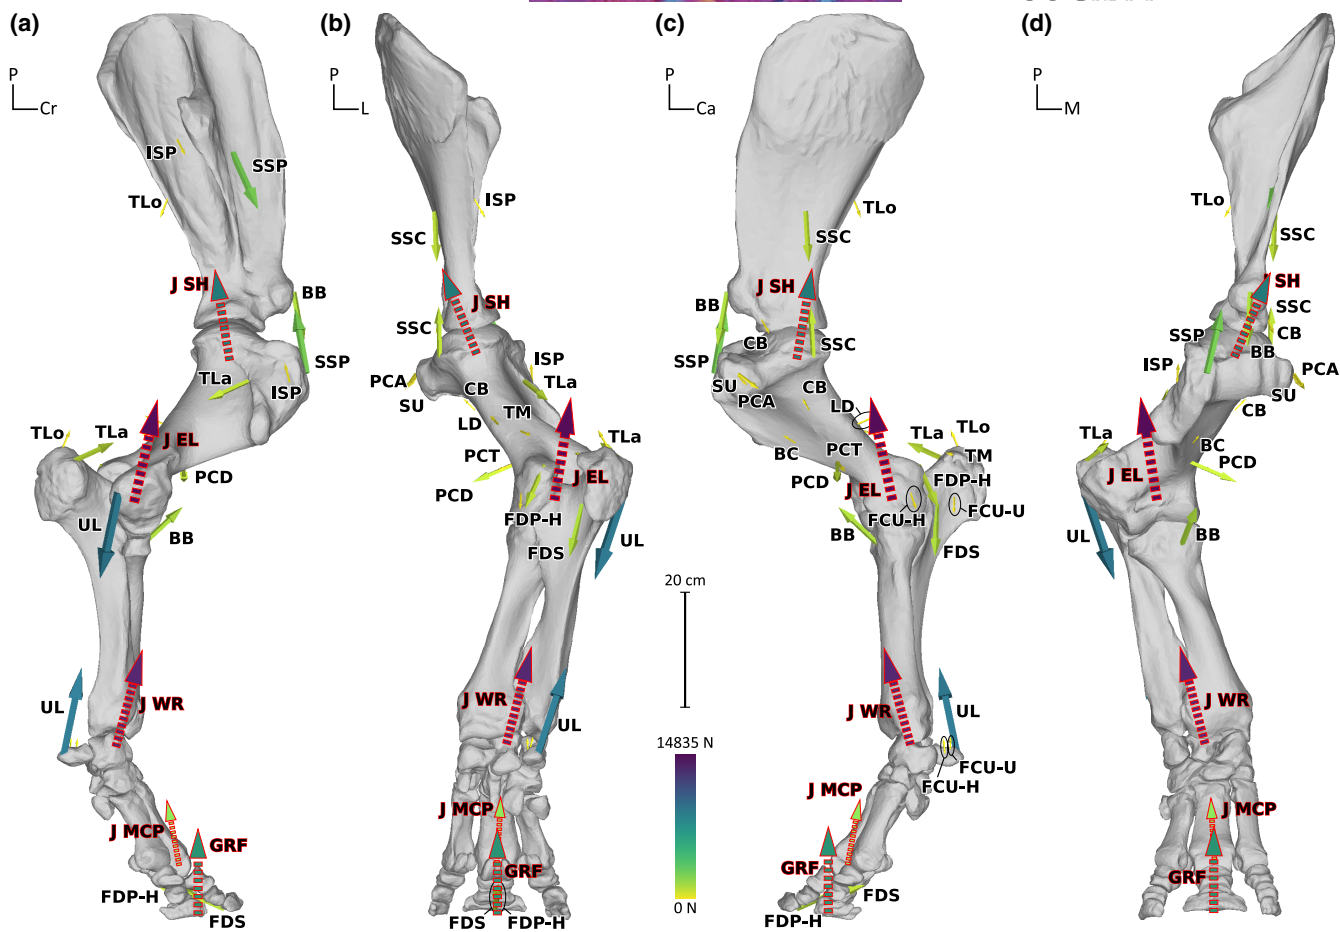 (a)
P
Cr
ISP
SSP
TLo
J SH
BB
SSP
TLa
ISP
TLo
TLa
J EL
PCD
UL
BB
UL
J WR
J MCP
GRF
FDP-H
FDS
(b)
P
L
ISP
SSC
J SH
SSC
ISP
PCA
CB
TLa
SU
TM
LD
TLa
PCT
PCD
J EL
FDP-H
FDS
UL
J WR
UL
J MCP
GRF
FDS
FDP-H
20 cm
14835 N
0 N
(c)
P
Ca
TLo
SSC
J SH
BB
CB
SSC
SSP
SU
PCA
CB
LD
TLa
TLo
BC
PCT
TM
PCD
J EL
FDP-H
FCU-H
FCU-U
BB
FDS
J WR
UL
FCU-U
FCU-H
J MCP
GRF
FDS
FDP-H
(d)
P
M
TLo
SSC
J SH
SSC
SSP
CB
BB
ISP
PCA
SU
CB
TLa
BC
PCD
J EL
UL
BB
J WR
J MCP
GRF